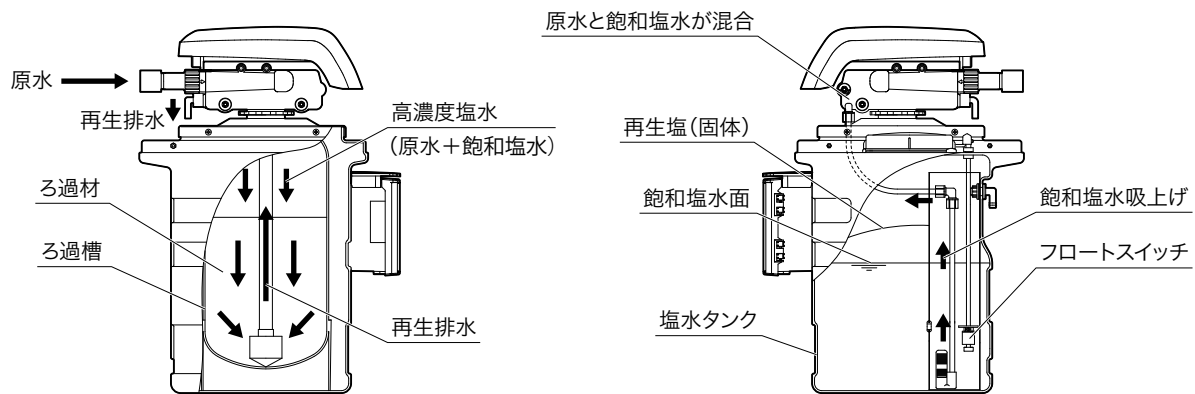 原水
再生排水
高濃度塩水
(原水+飽和塩水)
ろ過材
ろ過槽
再生排水
原水と飽和塩水が混合
再生塩(固体)
飽和塩水面
飽和塩水吸上げ
フロートスイッチ
塩水タンク